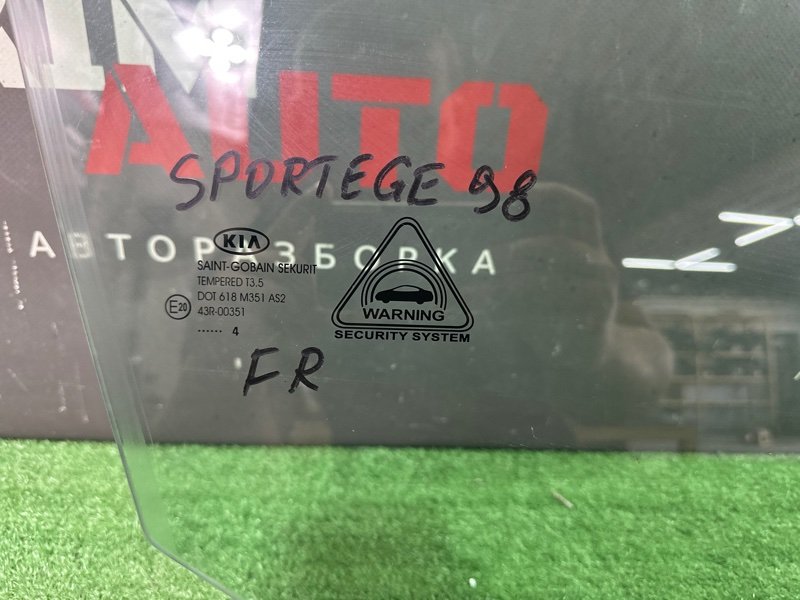 AUTO
SPORTEGE 98
АВТОРАЗБОРКА
KIA
SAINT-GOBAIN SEKURIT
TEMPERED T3.5
DOT 618 M351 AS2
E20
43R-00351
...... 4
WARNING
SECURITY SYSTEM
FR